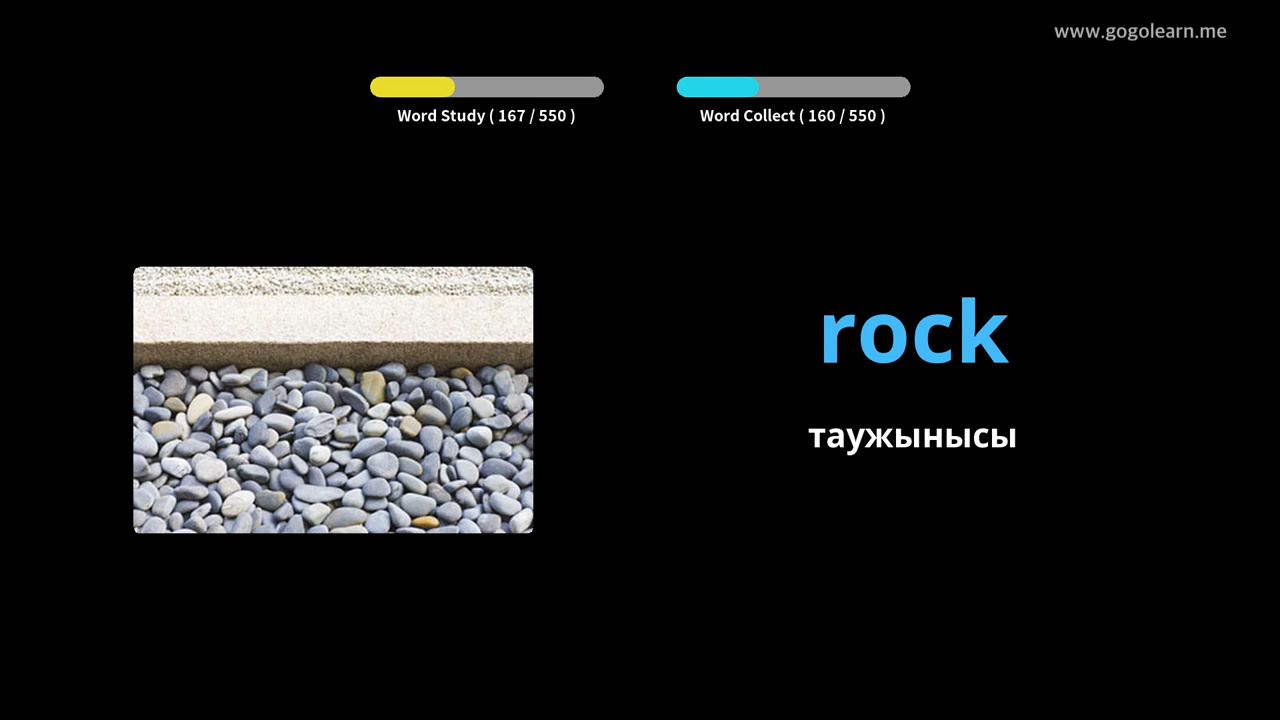 www.gogolearn.me
Word Study ( 167 / 550 )
Word Collect ( 160 / 550 )
rock
таужынысы